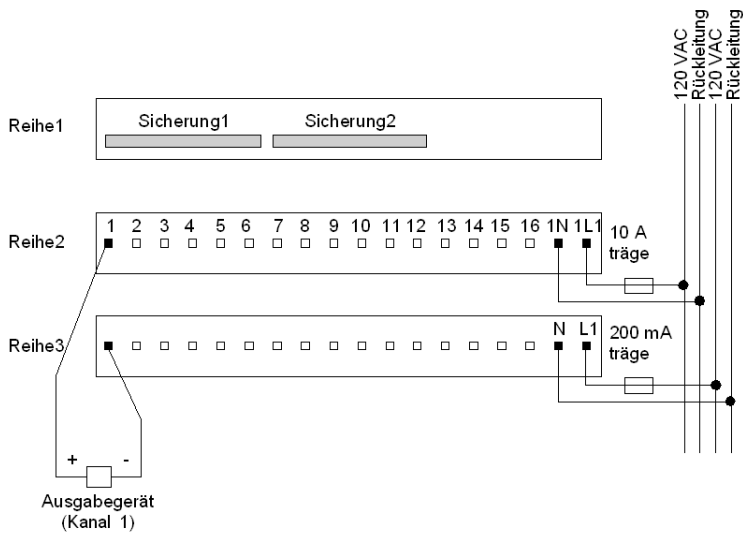 120 VAC
Rückleitung
120 VAC
Rückleitung
Sicherung1 Sicherung2
Reihe1
1 2 3 4 5 6 7 8 9 10 11 12 13 14 15 16 1N 1L1
Reihe2
10 A
träge
N L1
Reihe3
200 mA
träge
+ -
Ausgabegerät
(Kanal 1)